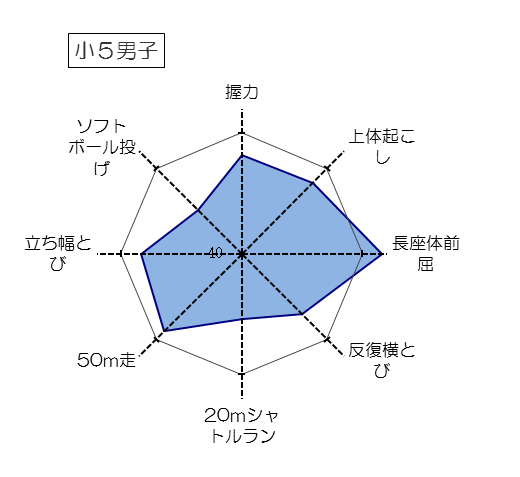 小５男子
握力
上体起こ
し
長座体前
屈
反復横と
び
20mシャ
トルラン
50m走
立ち幅と
び
ソフト
ボール投
げ
40